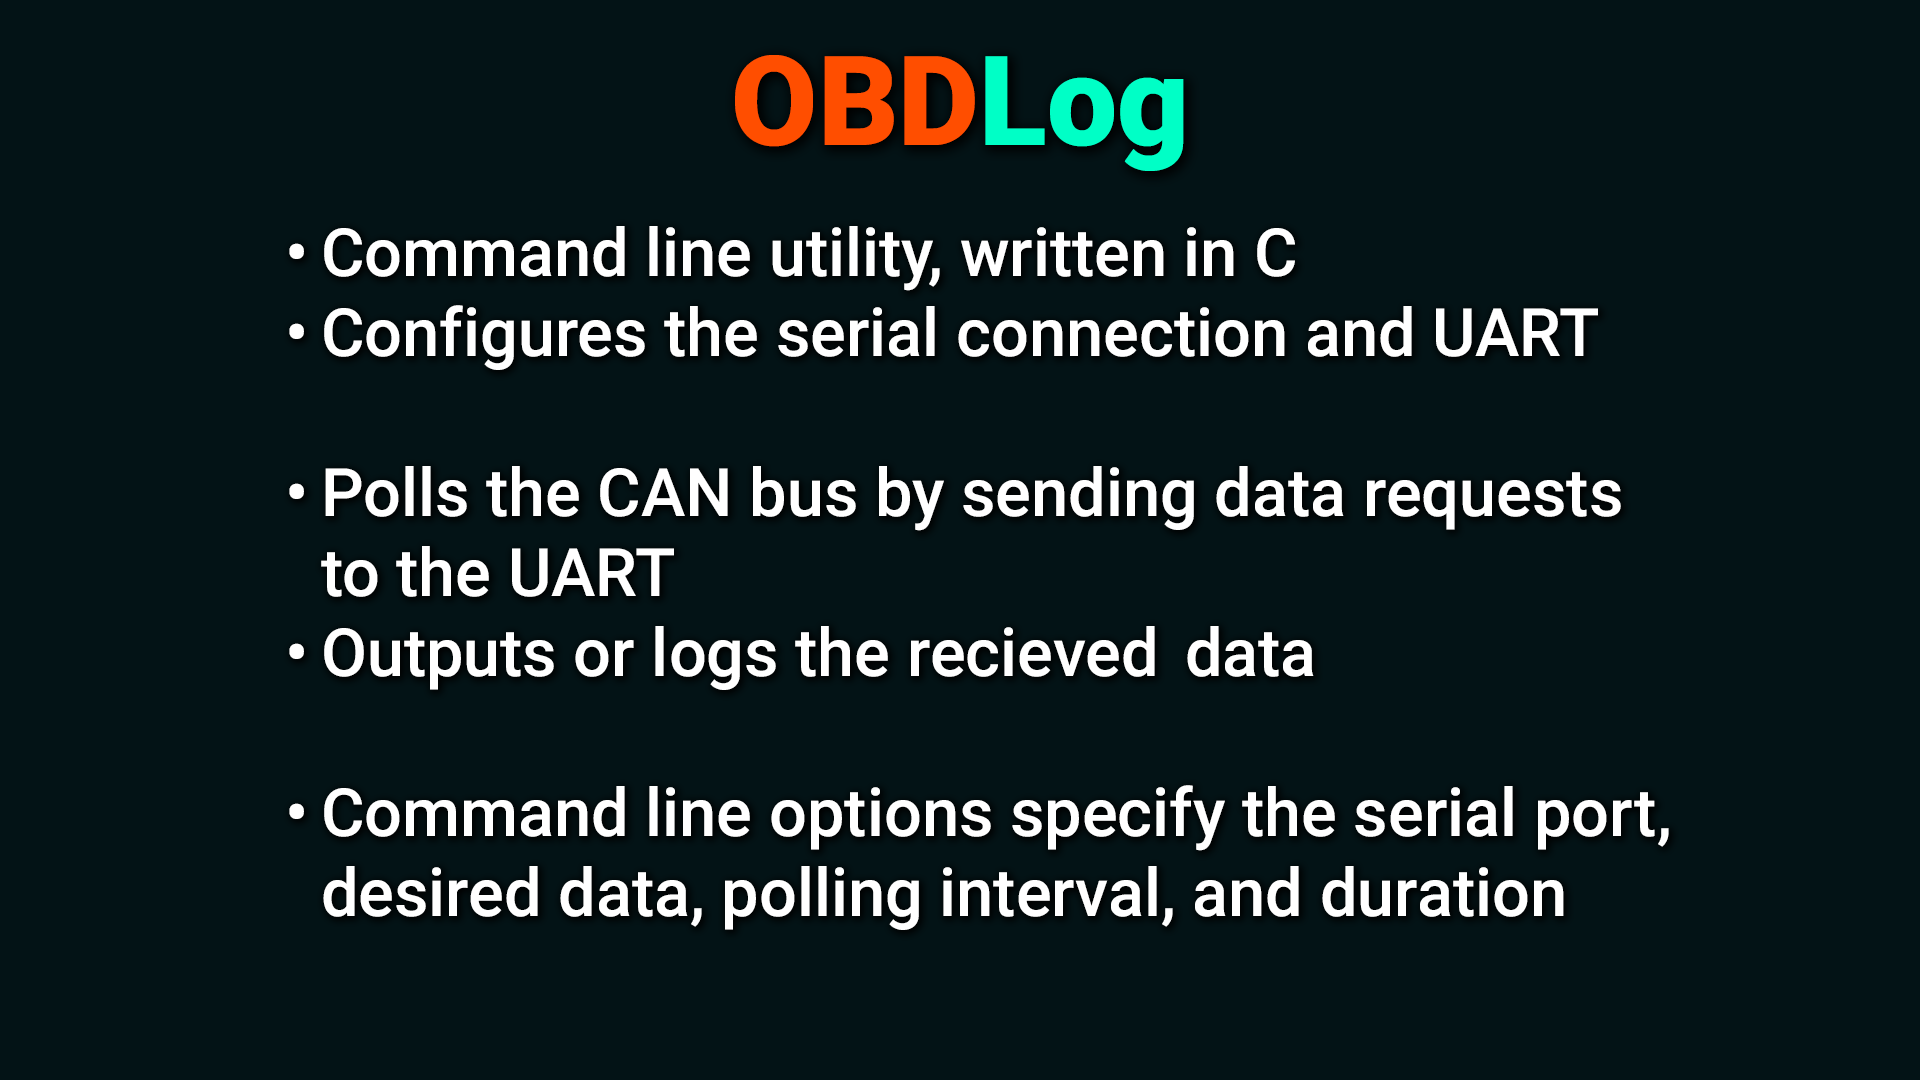 OBDLog
• Command line utility, written in C
• Configures the serial connection and UART
• Polls the CAN bus by sending data requests
to the UART
• Outputs or logs the recieved data
• Command line options specify the serial port,
desired data, polling interval, and duration